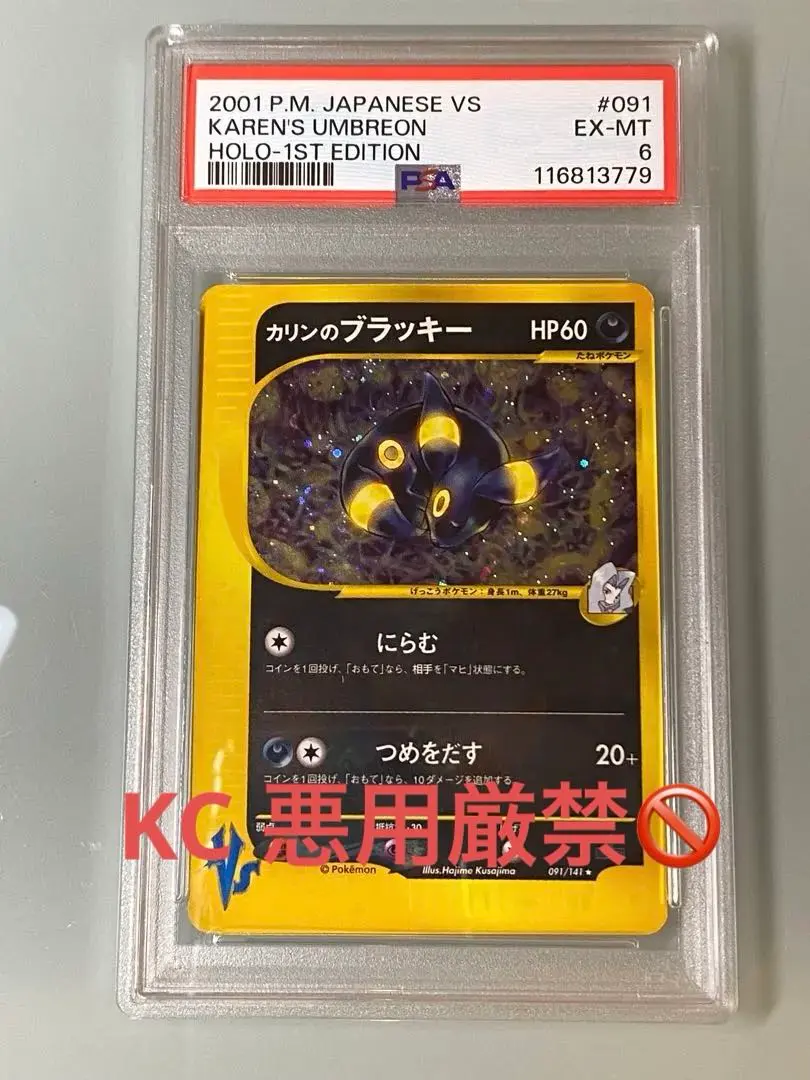 2001 P.M. JAPANESE VS #091
KAREN'S UMBREON EX-MT
HOLO-1ST EDITION 6
PSA 116813779
カリンのブラッキー HP60
たねポケモン
げっこうポケモン：身長1m、体重27kg
にらむ
コインを1回投げ、「おもて」なら、相手を「マヒ」状態にする。
つめをだす 20+
コインを1回投げ、「おもて」なら、10ダメージを追加する
KC 悪用厳禁
弱点 -30
VS
© Pokémon Illus.Hajime Kusajima 091/141★